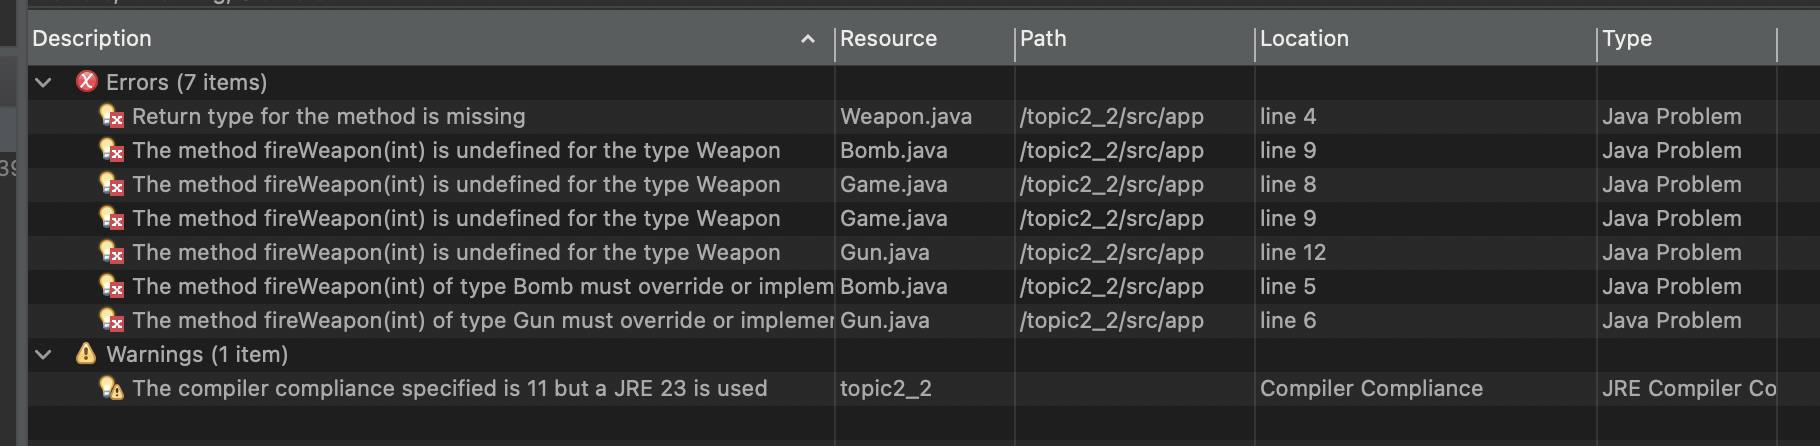 Description Resource Path Location Type
Errors (7 items)
Return type for the method is missing Weapon.java /topic2_2/src/app line 4 Java Problem
The method fireWeapon(int) is undefined for the type Weapon Bomb.java /topic2_2/src/app line 9 Java Problem
The method fireWeapon(int) is undefined for the type Weapon Game.java /topic2_2/src/app line 8 Java Problem
The method fireWeapon(int) is undefined for the type Weapon Game.java /topic2_2/src/app line 9 Java Problem
The method fireWeapon(int) is undefined for the type Weapon Gun.java /topic2_2/src/app line 12 Java Problem
The method fireWeapon(int) of type Bomb must override or implem Bomb.java /topic2_2/src/app line 5 Java Problem
The method fireWeapon(int) of type Gun must override or implemen Gun.java /topic2_2/src/app line 6 Java Problem
Warnings (1 item)
The compiler compliance specified is 11 but a JRE 23 is used topic2_2 Compiler Compliance JRE Compiler Co